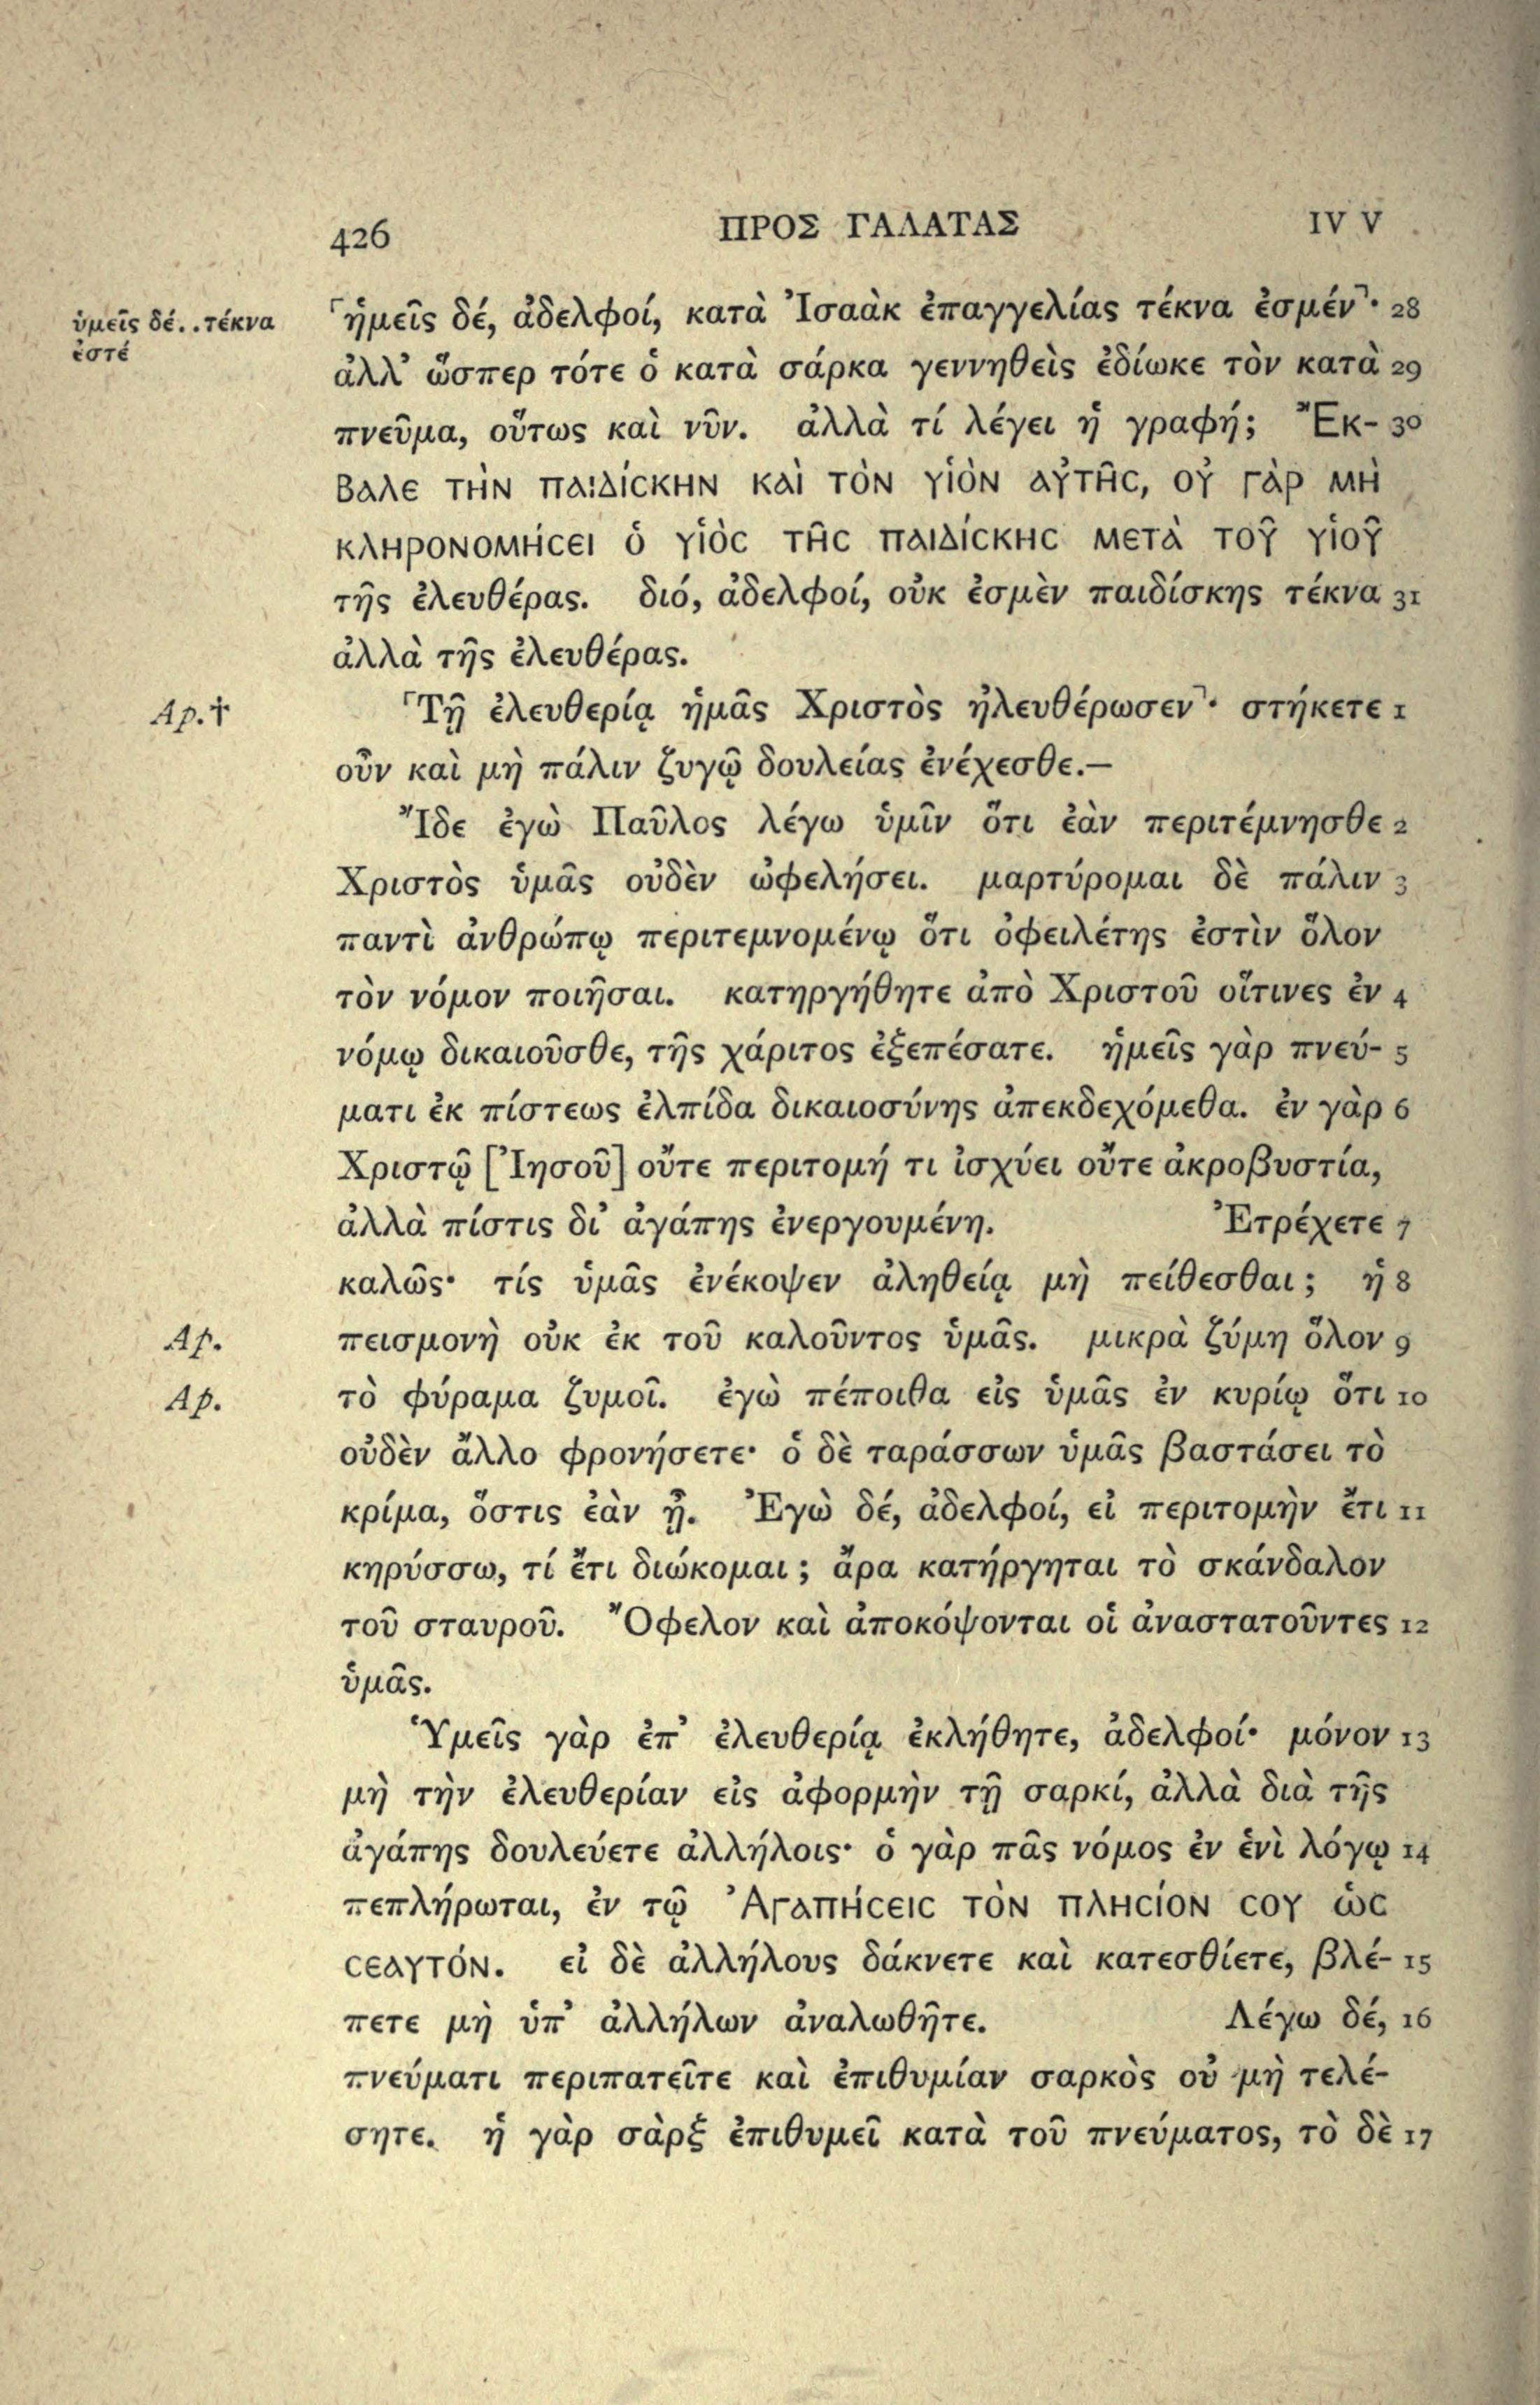 426 ΠΡΟΣ ΓΑΛΑΤΑΣ IV V
ὑμεῖς δέ..τέκνα
ἐστέ
⌜ἡμεῖς δέ, ἀδελφοί, κατὰ Ἰσαὰκ ἐπαγγελίας τέκνα ἐσμέν⌝· 28
ἀλλ’ ὥσπερ τότε ὁ κατὰ σάρκα γεννηθεὶς ἐδίωκε τὸν κατὰ 29
πνεῦμα, οὕτως καὶ νῦν. ἀλλὰ τί λέγει ἡ γραφή; Ἔκ- 30
βαλε τὴν παιδίσκην καὶ τὸν υἱὸν αὐτῆς, οὐ γὰρ μὴ
κληρονομήσει ὁ υἱὸς τῆς παιδίσκης μετὰ τοῦ υἱοῦ
τῆς ἐλευθέρας. διό, ἀδελφοί, οὐκ ἐσμὲν παιδίσκης τέκνα 31
ἀλλὰ τῆς ἐλευθέρας.
Ap.† ⌜Τῇ ἐλευθερίᾳ ἡμᾶς Χριστὸς ἠλευθέρωσεν⌝· στήκετε 1
οὖν καὶ μὴ πάλιν ζυγῷ δουλείας ἐνέχεσθε.—
Ἴδε ἐγὼ Παῦλος λέγω ὑμῖν ὅτι ἐὰν περιτέμνησθε 2
Χριστὸς ὑμᾶς οὐδὲν ὠφελήσει. μαρτύρομαι δὲ πάλιν 3
παντὶ ἀνθρώπῳ περιτεμνομένῳ ὅτι ὀφειλέτης ἐστὶν ὅλον
τὸν νόμον ποιῆσαι. κατηργήθητε ἀπὸ Χριστοῦ οἵτινες ἐν 4
νόμῳ δικαιοῦσθε, τῆς χάριτος ἐξεπέσατε. ἡμεῖς γὰρ πνεύ- 5
ματι ἐκ πίστεως ἐλπίδα δικαιοσύνης ἀπεκδεχόμεθα. ἐν γὰρ 6
Χριστῷ [Ἰησοῦ] οὔτε περιτομή τι ἰσχύει οὔτε ἀκροβυστία,
ἀλλὰ πίστις δι’ ἀγάπης ἐνεργουμένη. Ἐτρέχετε 7
καλῶς· τίς ὑμᾶς ἐνέκοψεν ἀληθείᾳ μὴ πείθεσθαι; ἡ 8
Ap. πεισμονὴ οὐκ ἐκ τοῦ καλοῦντος ὑμᾶς. μικρὰ ζύμη ὅλον 9
Ap. τὸ φύραμα ζυμοῖ. ἐγὼ πέποιθα εἰς ὑμᾶς ἐν κυρίῳ ὅτι 10
οὐδὲν ἄλλο φρονήσετε· ὁ δὲ ταράσσων ὑμᾶς βαστάσει τὸ
κρίμα, ὅστις ἐὰν ᾖ. Ἐγὼ δέ, ἀδελφοί, εἰ περιτομὴν ἔτι 11
κηρύσσω, τί ἔτι διώκομαι; ἄρα κατήργηται τὸ σκάνδαλον
τοῦ σταυροῦ. Ὄφελον καὶ ἀποκόψονται οἱ ἀναστατοῦντες 12
ὑμᾶς.
Ὑμεῖς γὰρ ἐπ’ ἐλευθερίᾳ ἐκλήθητε, ἀδελφοί· μόνον 13
μὴ τὴν ἐλευθερίαν εἰς ἀφορμὴν τῇ σαρκί, ἀλλὰ διὰ τῆς
ἀγάπης δουλεύετε ἀλλήλοις· ὁ γὰρ πᾶς νόμος ἐν ἑνὶ λόγῳ 14
πεπλήρωται, ἐν τῷ Ἀγαπήσεις τὸν πλησίον σου ὡς
σεαυτόν. εἰ δὲ ἀλλήλους δάκνετε καὶ κατεσθίετε, βλέ- 15
πετε μὴ ὑπ’ ἀλλήλων ἀναλωθῆτε. Λέγω δέ, 16
πνεύματι περιπατεῖτε καὶ ἐπιθυμίαν σαρκὸς οὐ μὴ τελέ-
σητε. ἡ γὰρ σὰρξ ἐπιθυμεῖ κατὰ τοῦ πνεύματος, τὸ δὲ 17